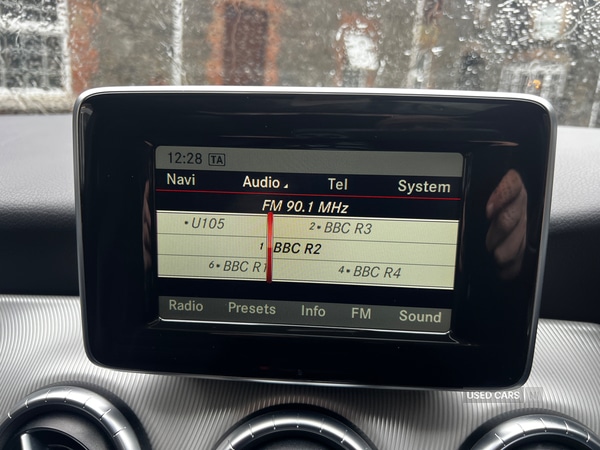 12:28 TA
Navi Audio Tel System
FM 90.1 MHz
*U105 2*BBC R3
1 BBC R2
6*BBC R1 4*BBC R4
Radio Presets Info FM Sound
USED CARS